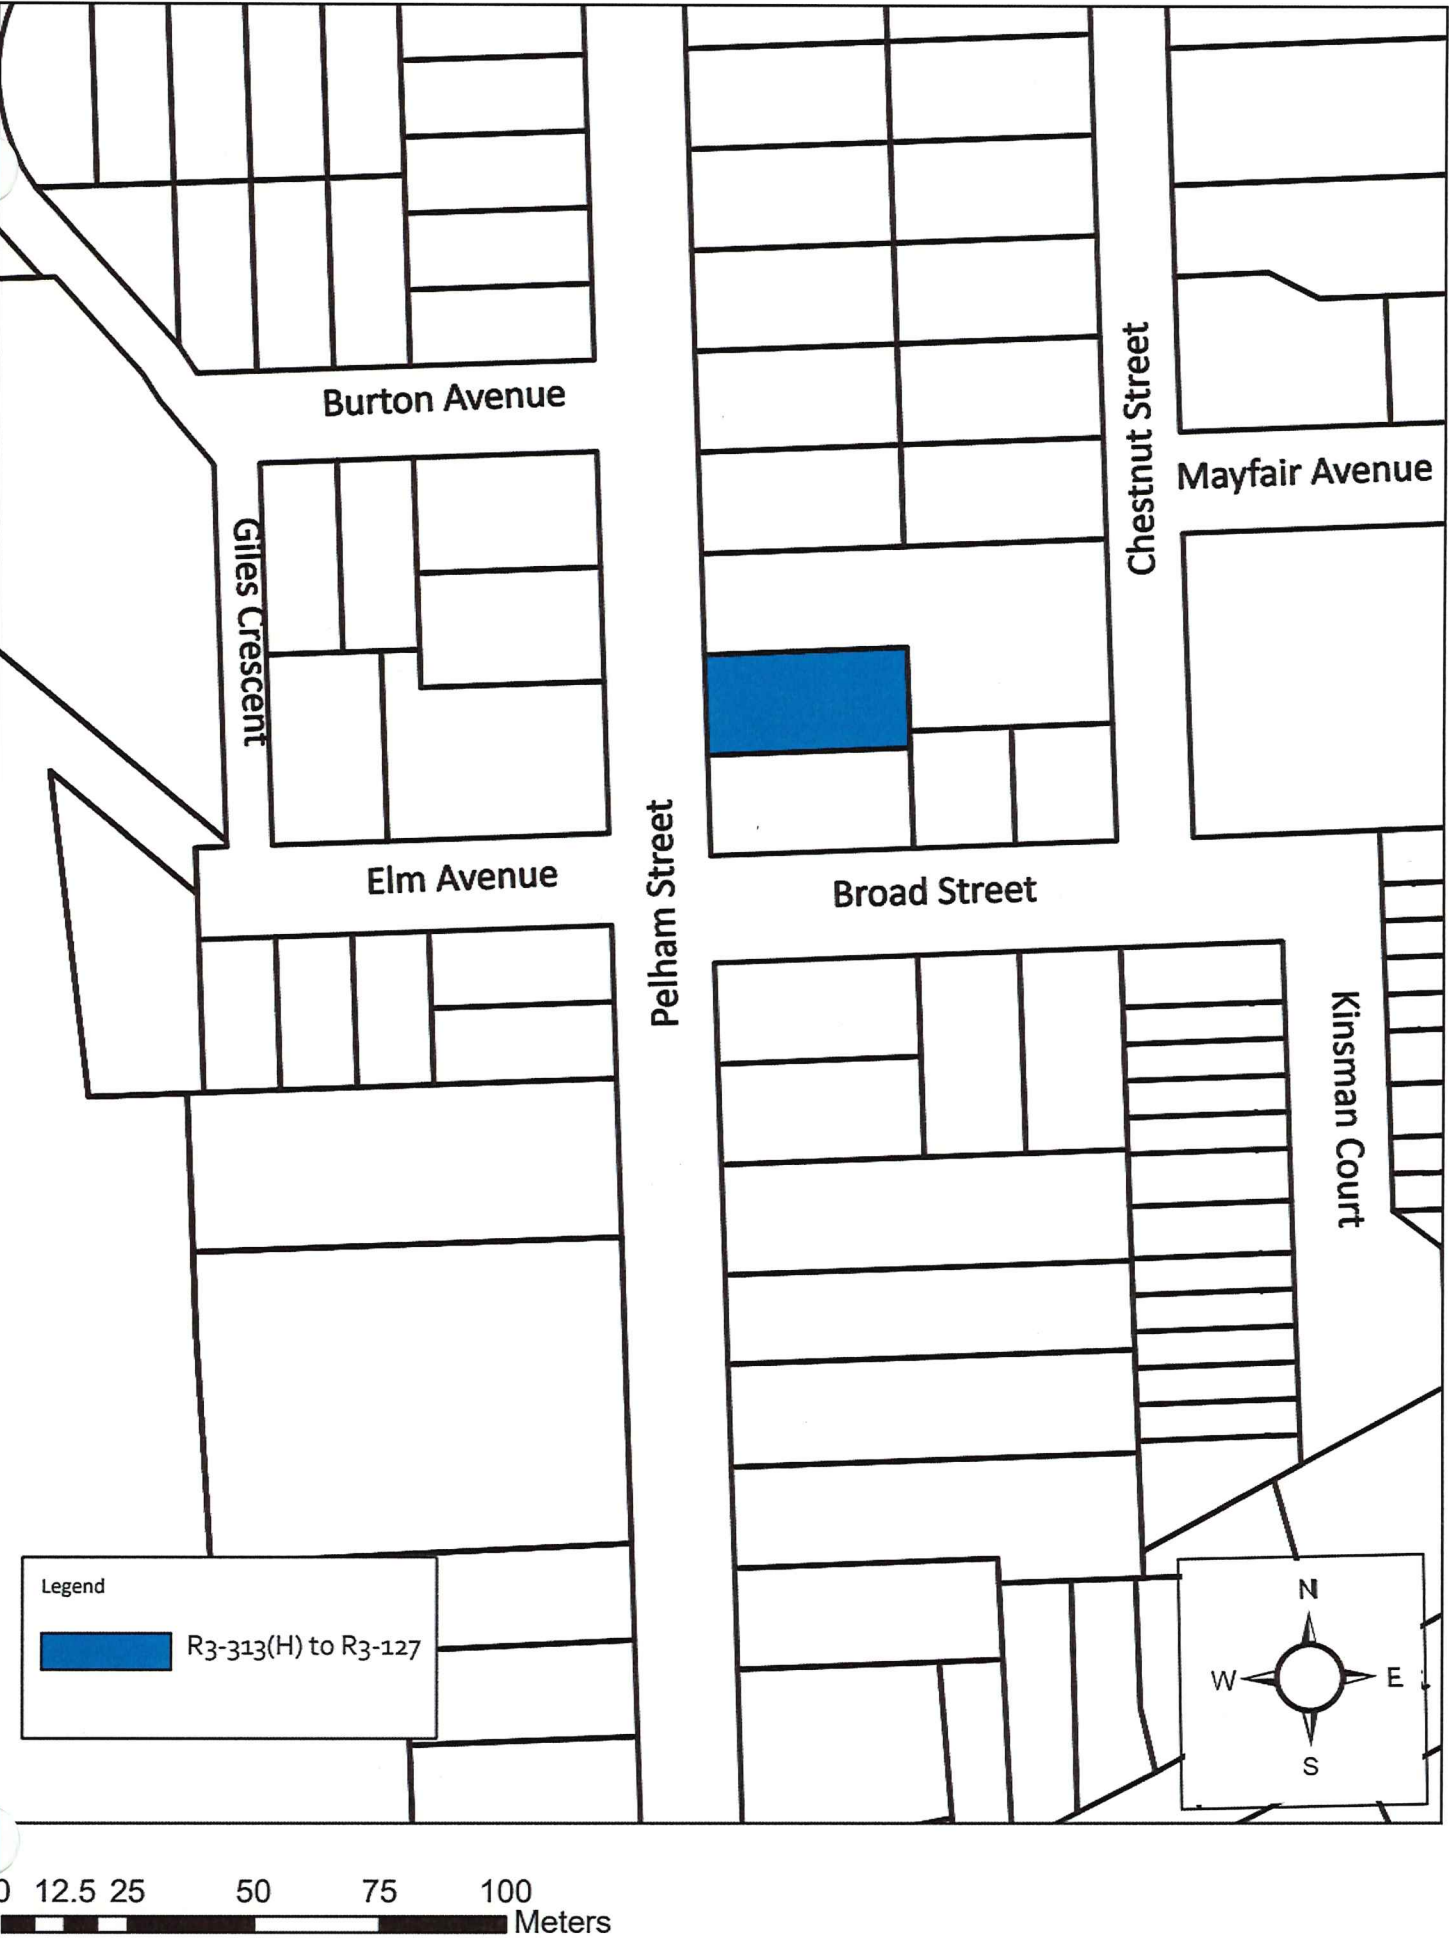 Burton Avenue
Chestnut Street
Mayfair Avenue
Giles Crescent
Elm Avenue
Pelham Street
Broad Street
Kinsman Court
Legend
R3-313(H) to R3-127
N
W E
S
0 12.5 25 50 75 100
Meters